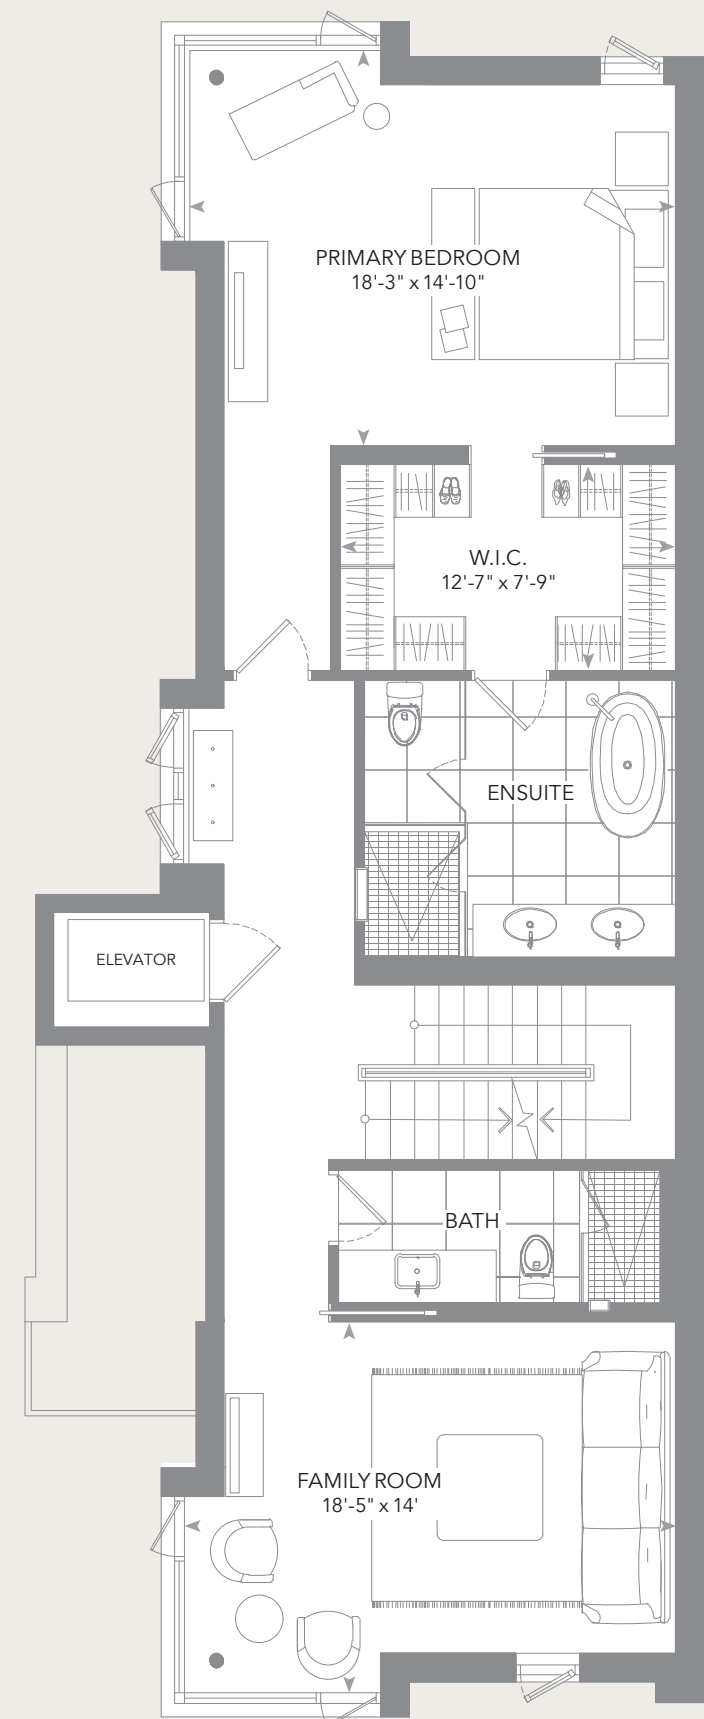 PRIMARY BEDROOM
18'-3" x 14'-10"
W.I.C.
12'-7" x 7'-9"
ENSUITE
ELEVATOR
BATH
FAMILY ROOM
18'-5" x 14'